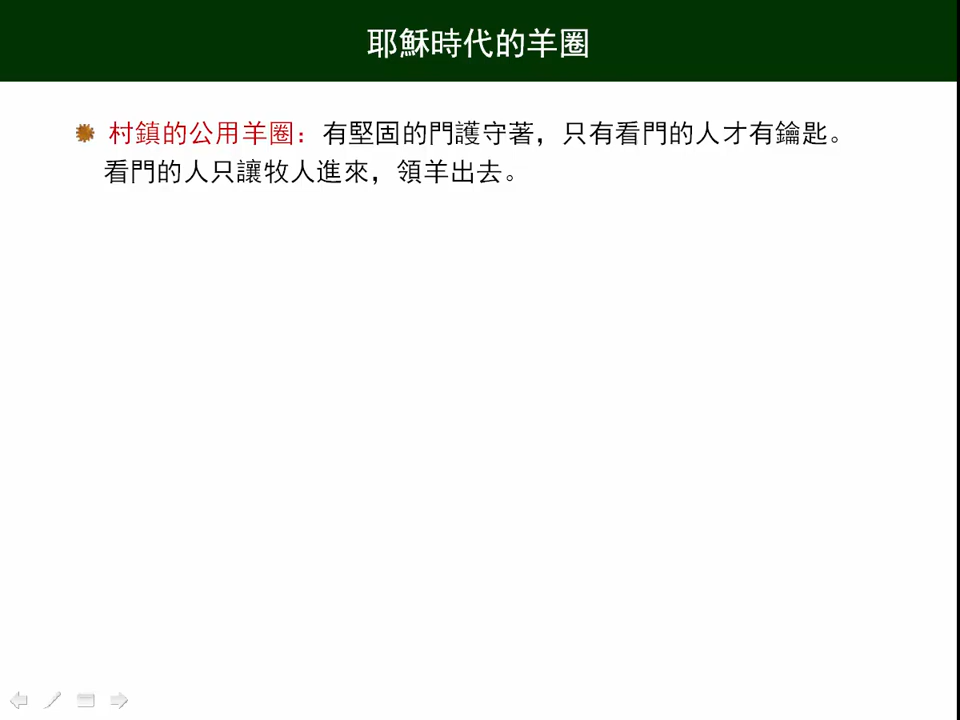 耶穌時代的羊圈
村鎮的公用羊圈：有堅固的門護守著，只有看門的人才有鑰匙。
看門的人只讓牧人進來，領羊出去。